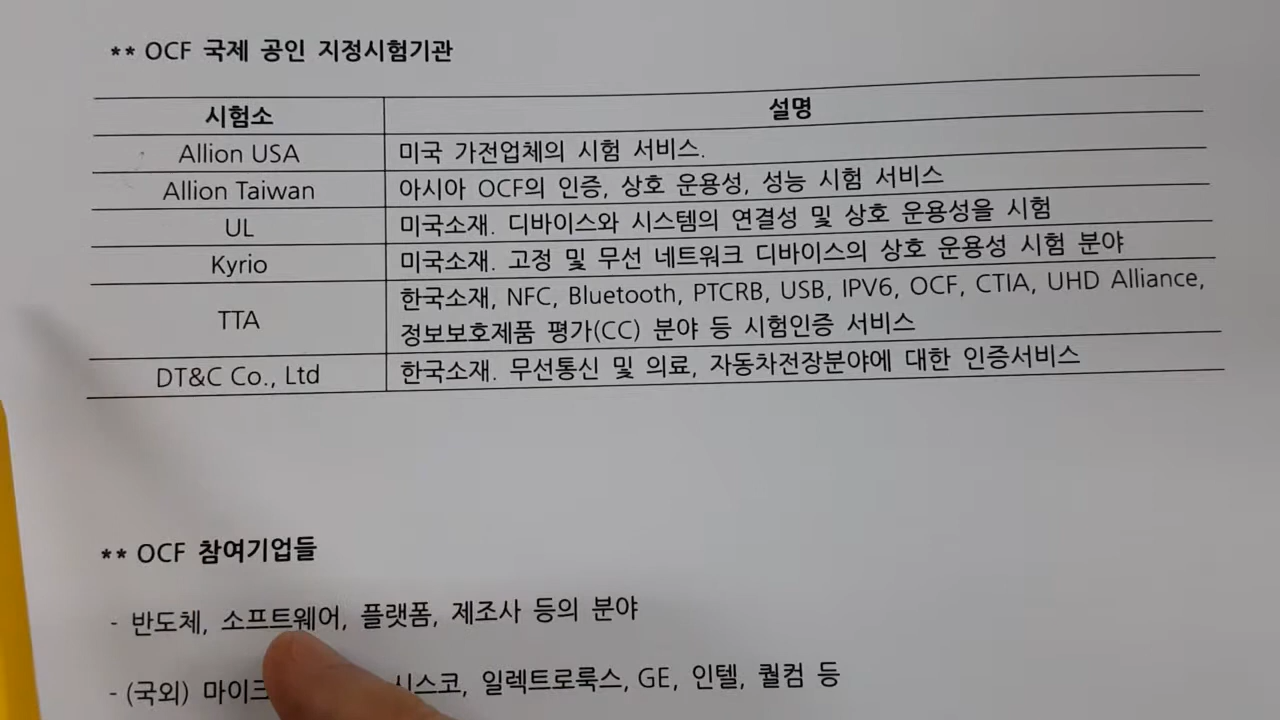 ** OCF 국제 공인 지정시험기관
시험소 설명
Allion USA 미국 가전업체의 시험 서비스.
Allion Taiwan 아시아 OCF의 인증, 상호 운용성, 성능 시험 서비스
UL 미국소재. 디바이스와 시스템의 연결성 및 상호 운용성을 시험
Kyrio 미국소재. 고정 및 무선 네트워크 디바이스의 상호 운용성 시험 분야
TTA 한국소재, NFC, Bluetooth, PTCRB, USB, IPV6, OCF, CTIA, UHD Alliance,
정보보호제품 평가(CC) 분야 등 시험인증 서비스
DT&C Co., Ltd 한국소재. 무선통신 및 의료, 자동차전장분야에 대한 인증서비스
** OCF 참여기업들
- 반도체, 소프트웨어, 플랫폼, 제조사 등의 분야
- (국외) 시스코, 일렉트로룩스, GE, 인텔, 퀄컴 등